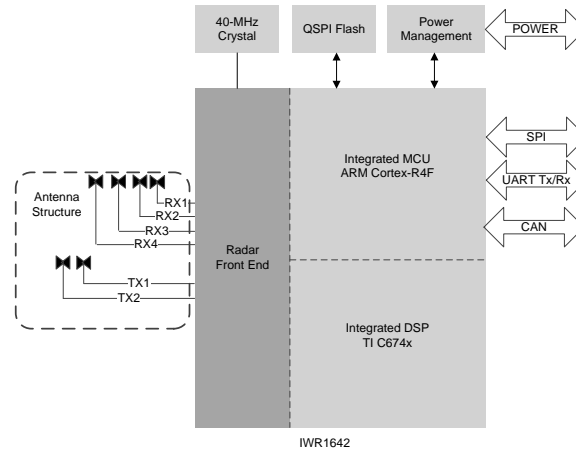 40-MHz
Crystal
QSPI Flash
Power
Management
POWER
Integrated MCU
ARM Cortex-R4F
SPI
UART Tx/Rx
CAN
Antenna
Structure
RX1
RX2
RX3
RX4
Radar
Front End
TX1
TX2
Integrated DSP
TI C674x
IWR1642